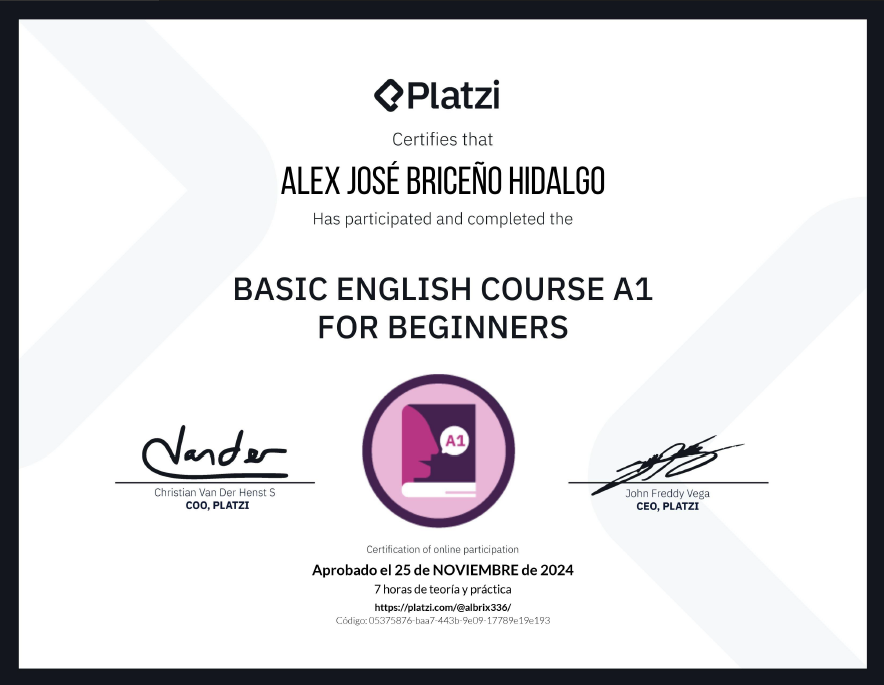 Platzi
Certifies that
ALEX JOSÉ BRICEÑO HIDALGO
Has participated and completed the
BASIC ENGLISH COURSE A1
FOR BEGINNERS
A1
Vander
Christian Van Der Henst S
COO, PLATZI
John Freddy Vega
CEO, PLATZI
Certification of online participation
Aprobado el 25 de NOVIEMBRE de 2024
7 horas de teoría y práctica
https://platzi.com/@albrix336/
Código: 05375876-baa7-443b-9e09-17789e19e193